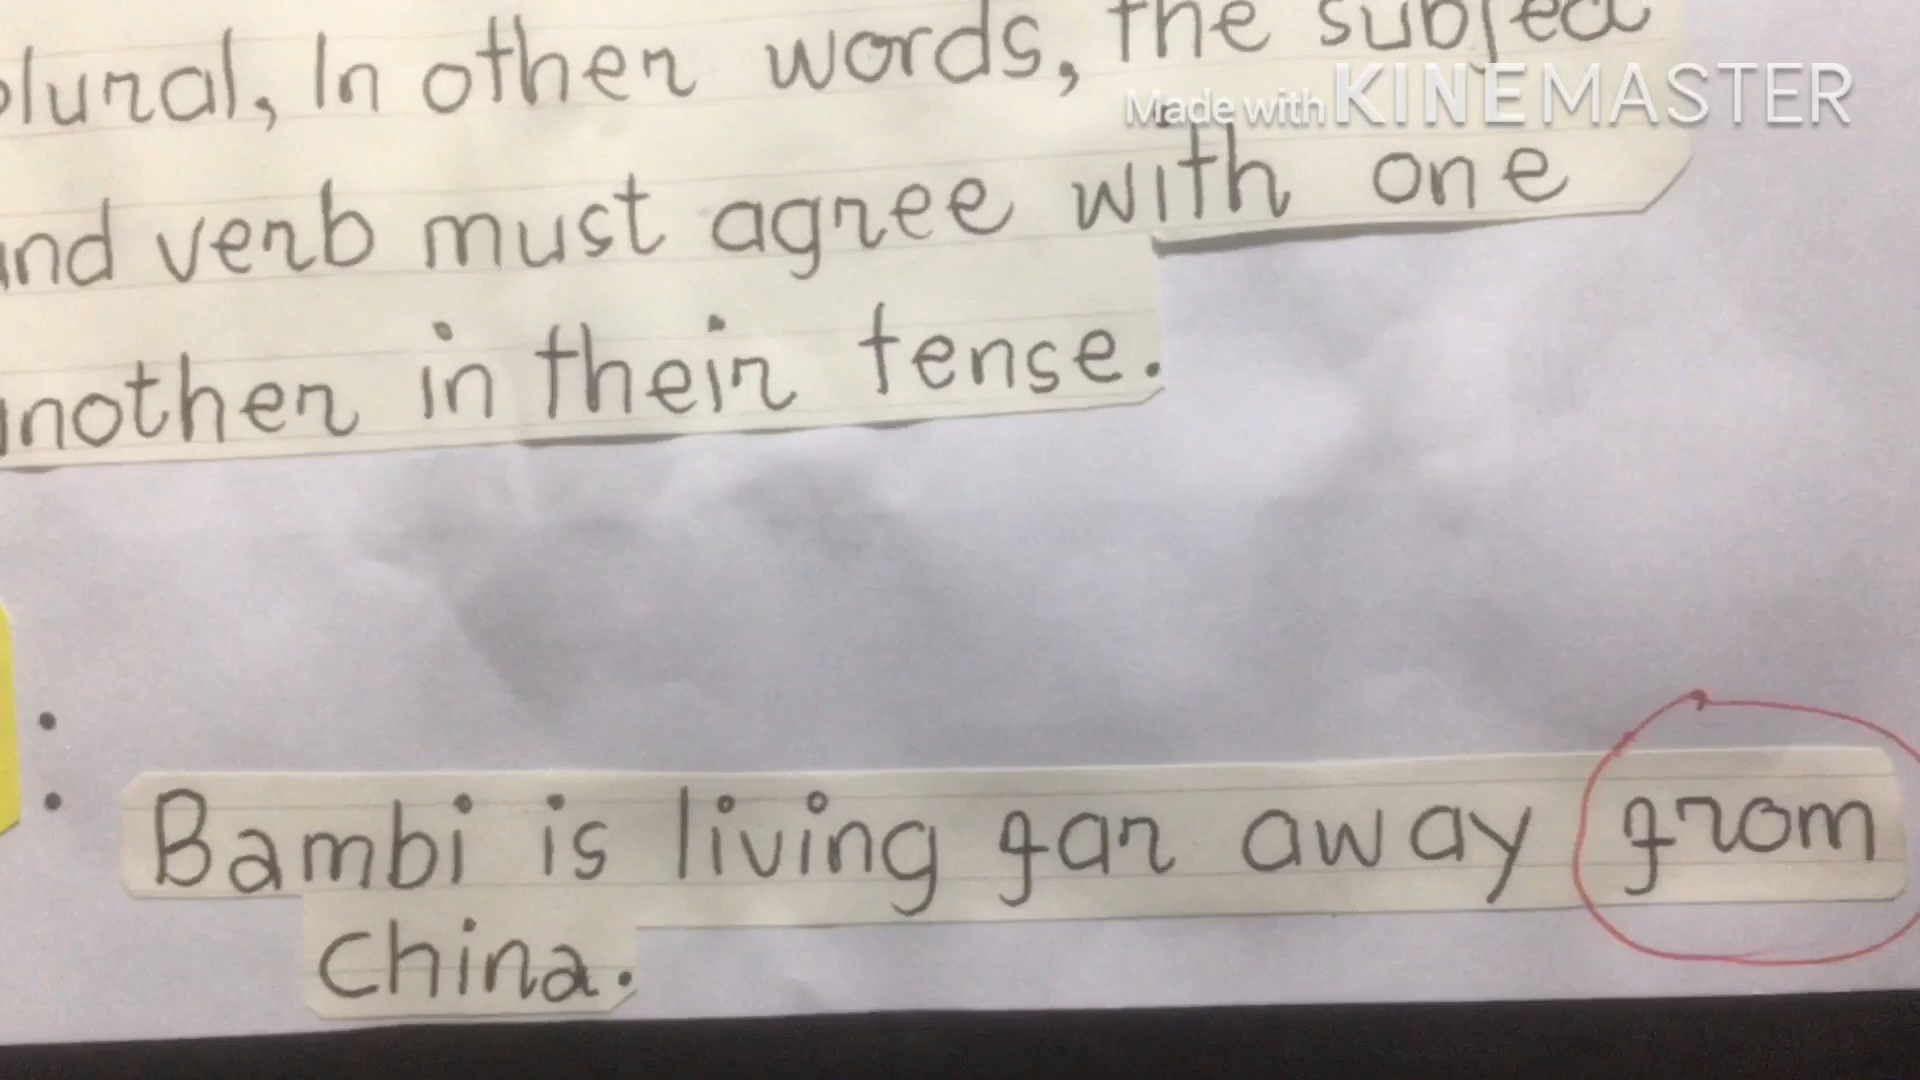 plural, In other words, the subject
Made with KINEMASTER
and verb must agree with one
another in their tense.
: Bambi is living far away from
China.